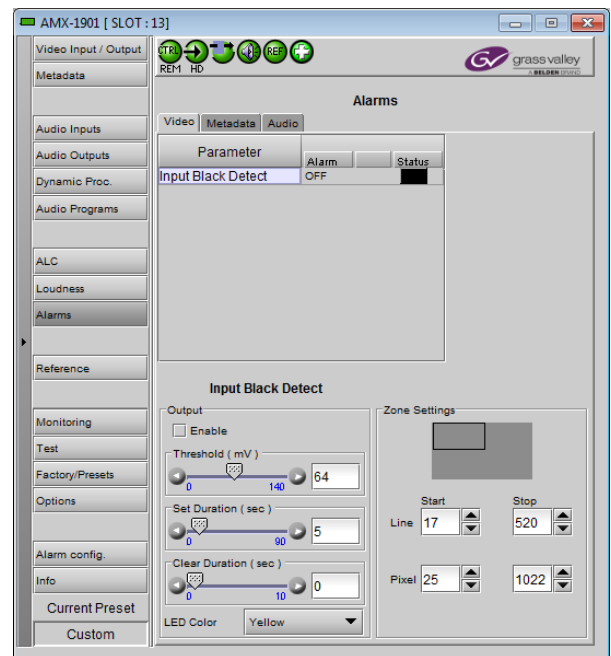 AMX-1901 [ SLOT : 13]
Video Input / Output
Metadata
Audio Inputs
Audio Outputs
Dynamic Proc.
Audio Programs
ALC
Loudness
Alarms
Reference
Monitoring
Test
Factory/Presets
Options
Alarm config.
Info
Current Preset
Custom
CTRL
REF
REM HD
GV grass valley
A BELDEN BRAND
Alarms
Video Metadata Audio
Parameter Alarm Status
Input Black Detect OFF
Input Black Detect
Output
Enable
Threshold ( mV )
64
0 140
Set Duration ( sec )
5
0 90
Clear Duration ( sec )
0
0 10
LED Color Yellow
Zone Settings
Start Stop
Line 17 520
Pixel 25 1022